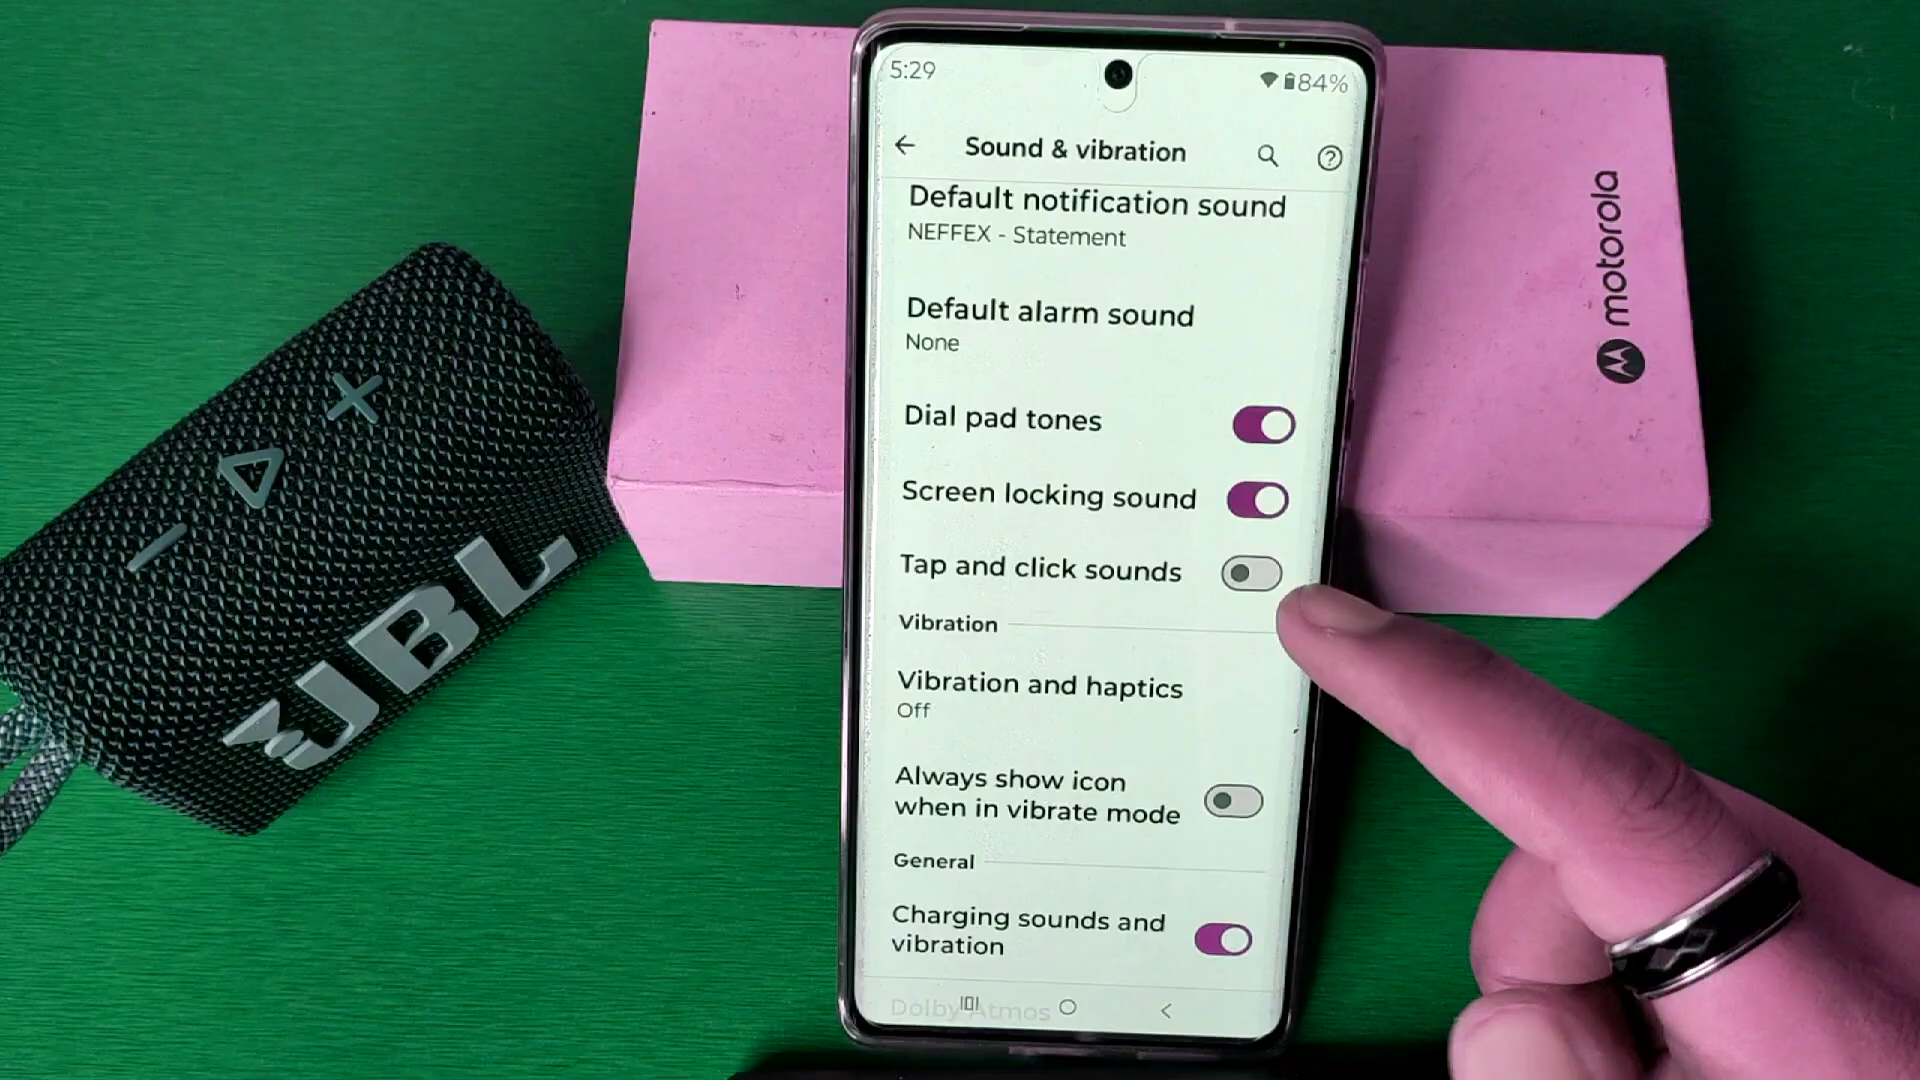 5:29
84%
Sound & vibration
Default notification sound
NEFFEX - Statement
Default alarm sound
None
Dial pad tones
Screen locking sound
Tap and click sounds
Vibration
Vibration and haptics
Off
Always show icon
when in vibrate mode
General
Charging sounds and
vibration
Dolby Atmos
motorola
JBL